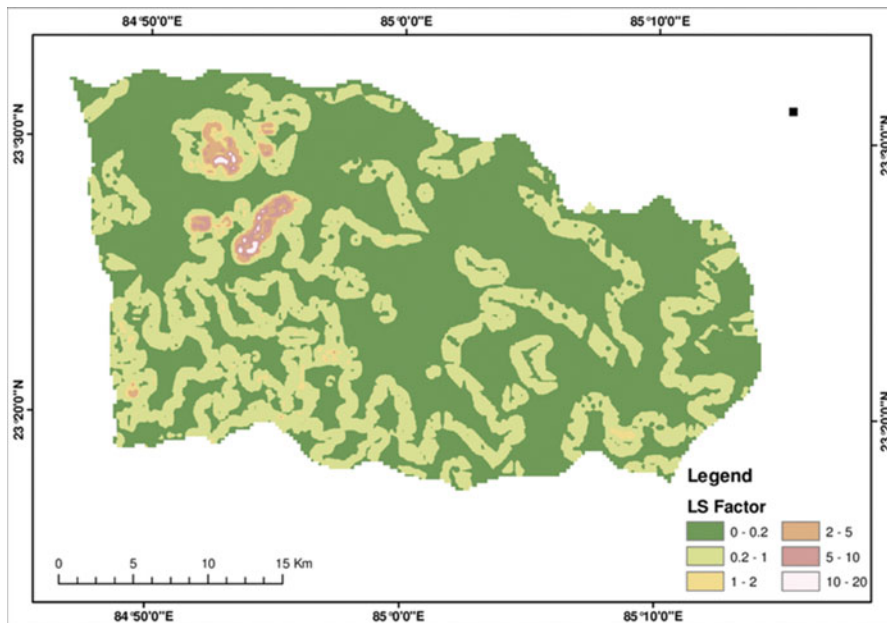 84°50'0"E 85°0'0"E 85°10'0"E
23°30'0"N 23°30'0"N
23°20'0"N 23°20'0"N
Legend
LS Factor
0 - 0.2 2 - 5
0.2 - 1 5 - 10
1 - 2 10 - 20
0 5 10 15 Km
84°50'0"E 85°0'0"E 85°10'0"E